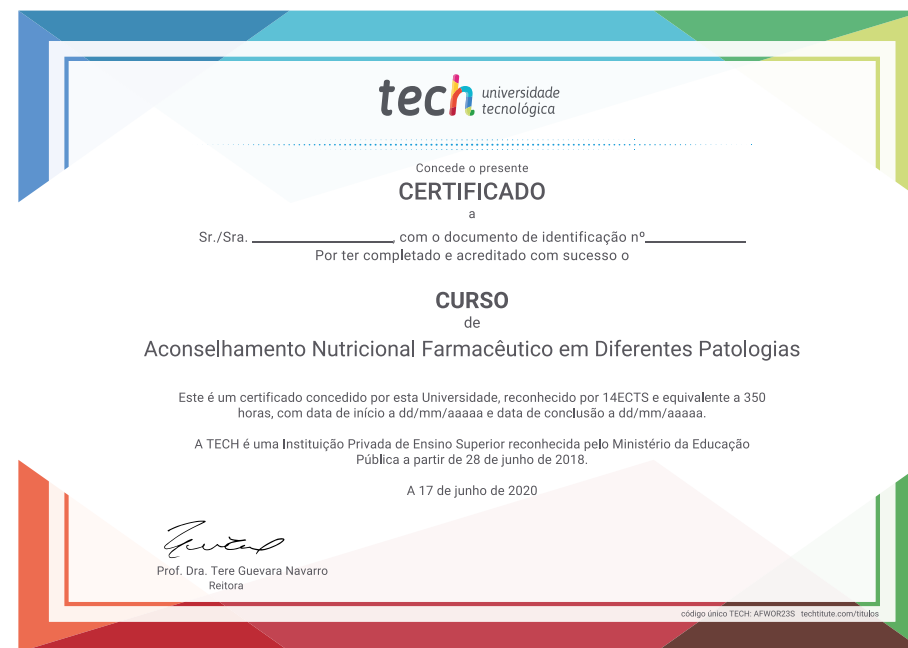 tech universidade
tecnológica
Concede o presente
CERTIFICADO
a
Sr./Sra. ____________, com o documento de identificação nº____________
Por ter completado e acreditado com sucesso o
CURSO
de
Aconselhamento Nutricional Farmacêutico em Diferentes Patologias
Este é um certificado concedido por esta Universidade, reconhecido por 14ECTS e equivalente a 350
horas, com data de início a dd/mm/aaaaa e data de conclusão a dd/mm/aaaaa.
A TECH é uma Instituição Privada de Ensino Superior reconhecida pelo Ministério da Educação
Pública a partir de 28 de junho de 2018.
A 17 de junho de 2020
Prof. Dra. Tere Guevara Navarro
Reitora
código único TECH: AFWOR23S techtitute.com/titulos